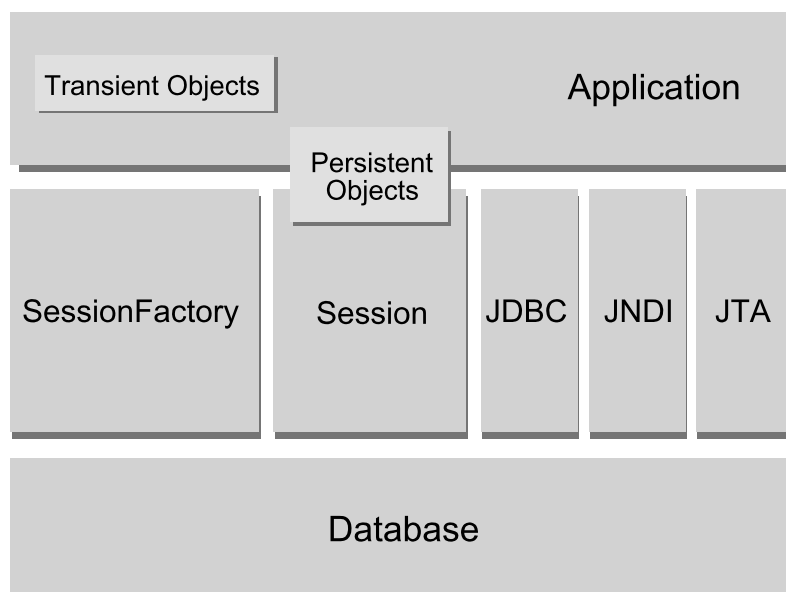 Transient Objects
Application
Persistent
Objects
SessionFactory
Session
JDBC
JNDI
JTA
Database